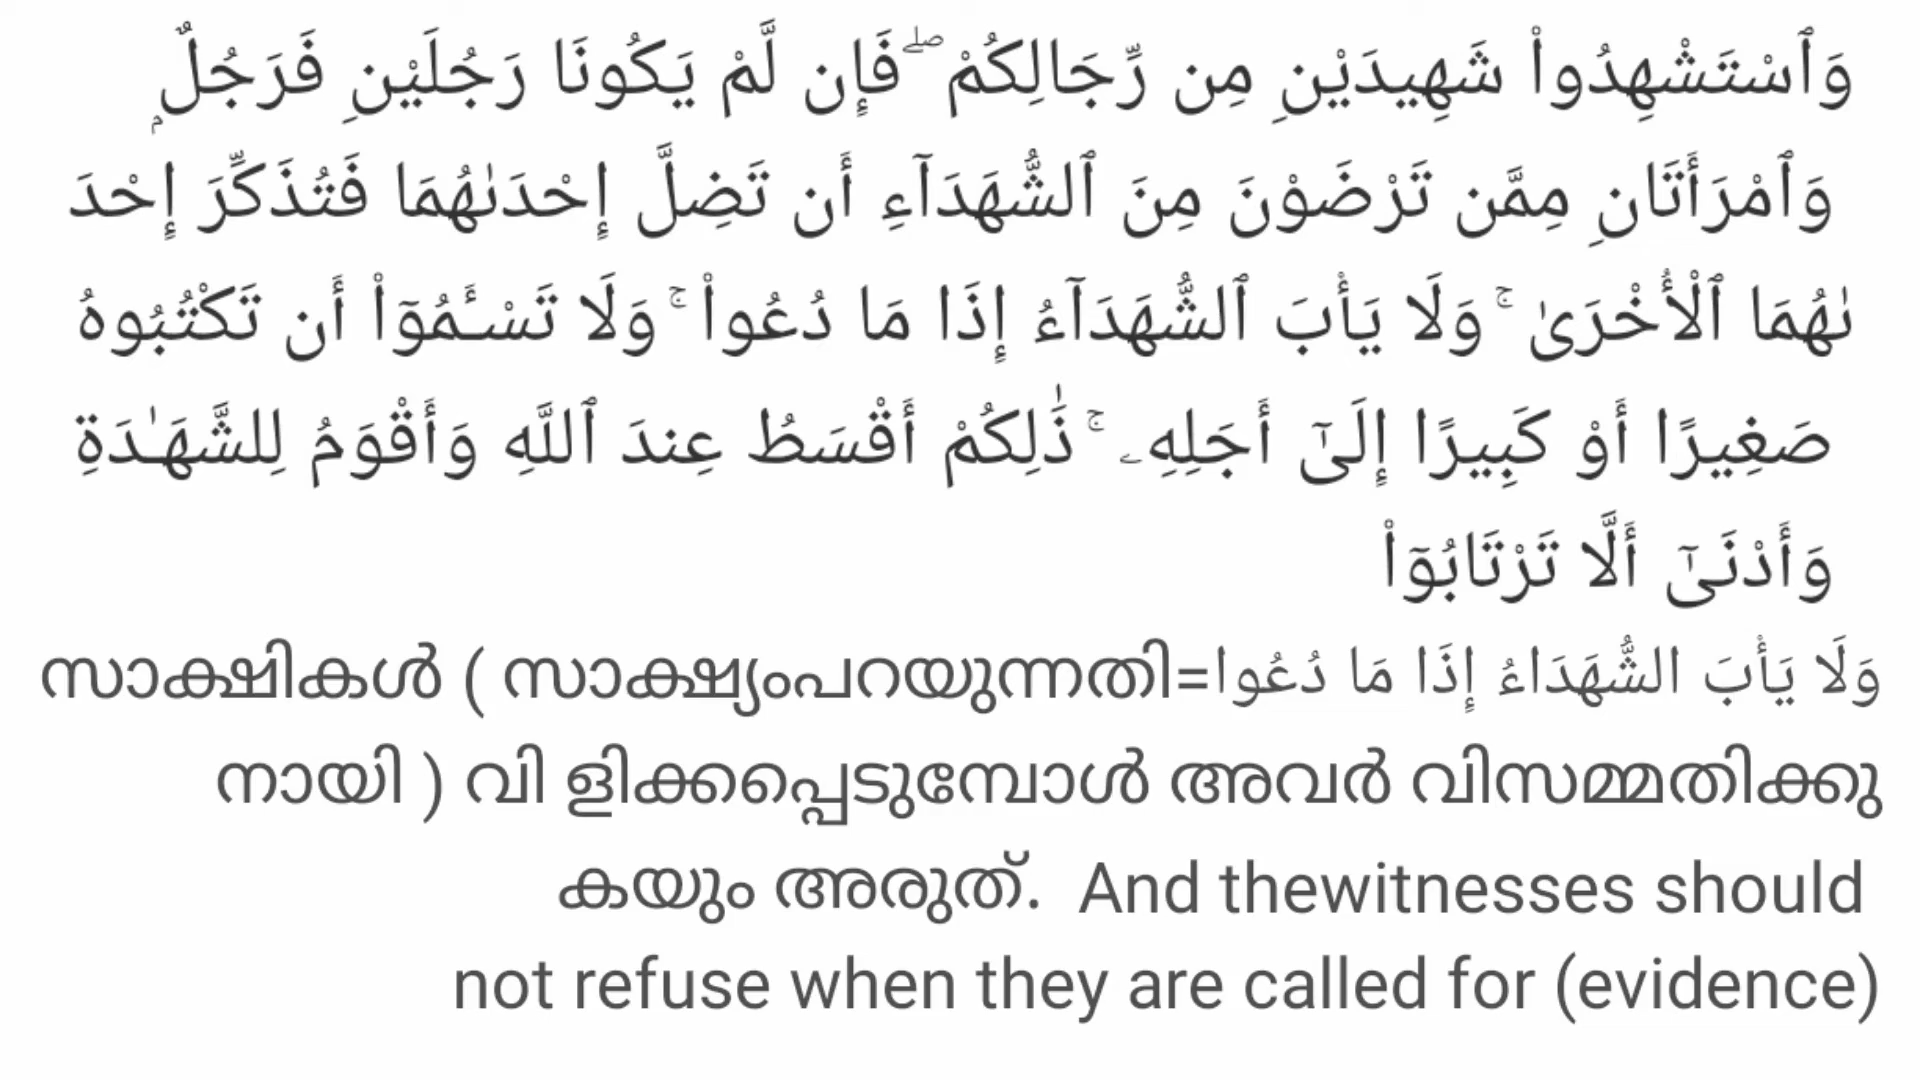 وَٱسْتَشْهِدُوا۟ شَهِيدَيْنِ مِن رِّجَالِكُمْ ۖ فَإِن لَّمْ يَكُونَا رَجُلَيْنِ فَرَجُلٌۭ
وَٱمْرَأَتَانِ مِمَّن تَرْضَوْنَ مِنَ ٱلشُّهَدَآءِ أَن تَضِلَّ إِحْدَىٰهُمَا فَتُذَكِّرَ إِحْدَ
ىٰهُمَا ٱلْأُخْرَىٰ ۚ وَلَا يَأْبَ ٱلشُّهَدَآءُ إِذَا مَا دُعُوا۟ ۚ وَلَا تَسْـَٔمُوٓا۟ أَن تَكْتُبُوهُ
صَغِيرًا أَوْ كَبِيرًا إِلَىٰٓ أَجَلِهِۦ ۚ ذَٰلِكُمْ أَقْسَطُ عِندَ ٱللَّهِ وَأَقْوَمُ لِلشَّهَـٰدَةِ
وَأَدْنَىٰٓ أَلَّا تَرْتَابُوٓا۟
وَلَا يَأْبَ الشُّهَدَاءُ إِذَا مَا دُعُوا=സാക്ഷികൾ ( സാക്ഷ്യംപറയുന്നതി
നായി ) വി ളിക്കപ്പെടുമ്പോൾ അവർ വിസമ്മതിക്കു
കയും അരുത്. And thewitnesses should
not refuse when they are called for (evidence)